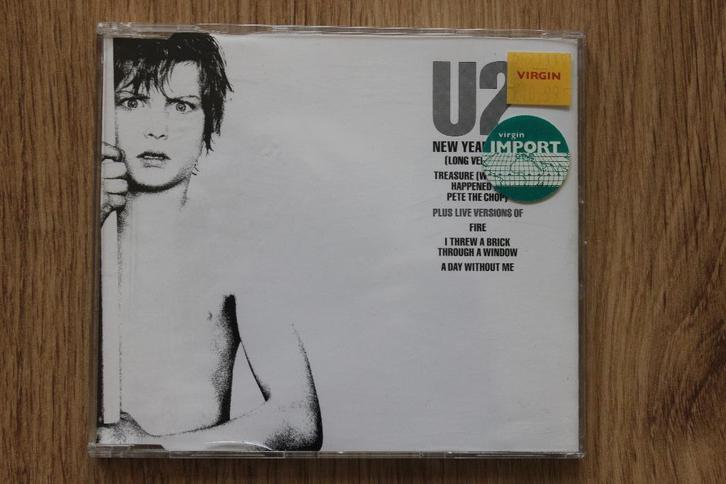 U2
VIRGIN
virgin
IMPORT
NEW YEA
(LONG VE
TREASURE (W
HAPPENED
PETE THE CHOP)
PLUS LIVE VERSIONS OF
FIRE
I THREW A BRICK
THROUGH A WINDOW
A DAY WITHOUT ME